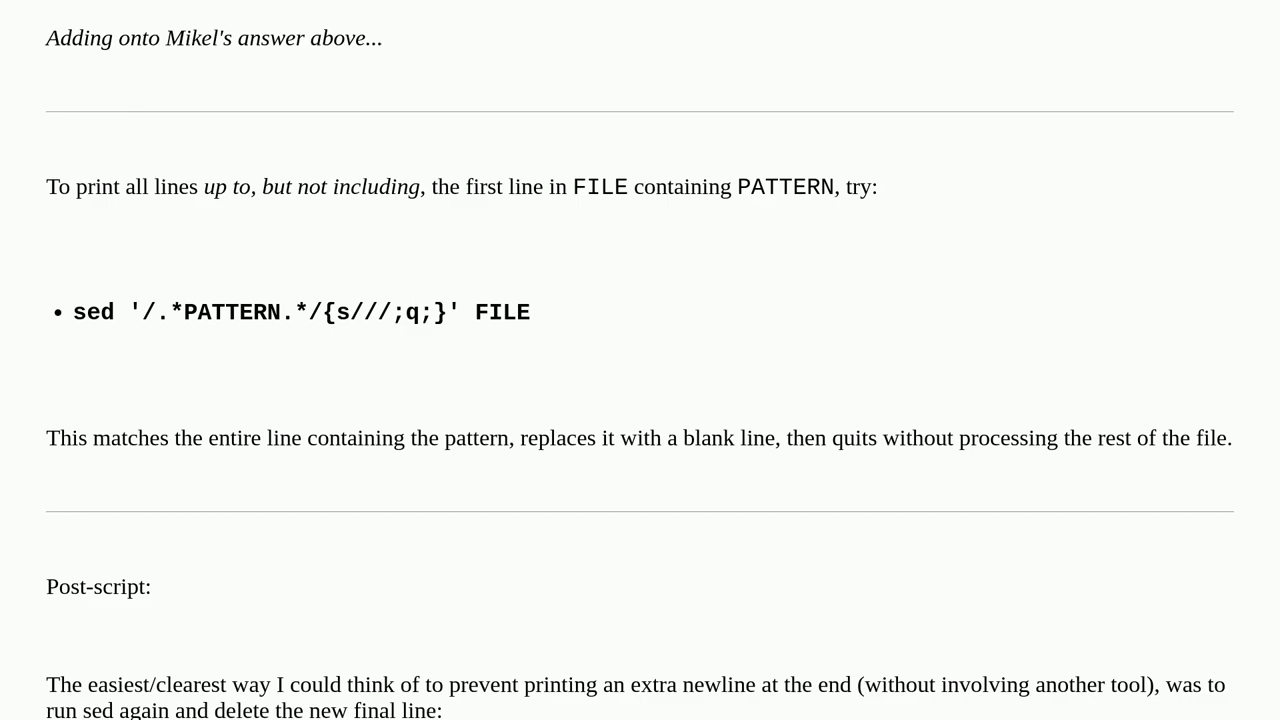 Adding onto Mikel's answer above...
To print all lines up to, but not including, the first line in FILE containing PATTERN, try:
• sed '/.*PATTERN.*/{s///;q;}' FILE
This matches the entire line containing the pattern, replaces it with a blank line, then quits without processing the rest of the file.
Post-script:
The easiest/clearest way I could think of to prevent printing an extra newline at the end (without involving another tool), was to
run sed again and delete the new final line: